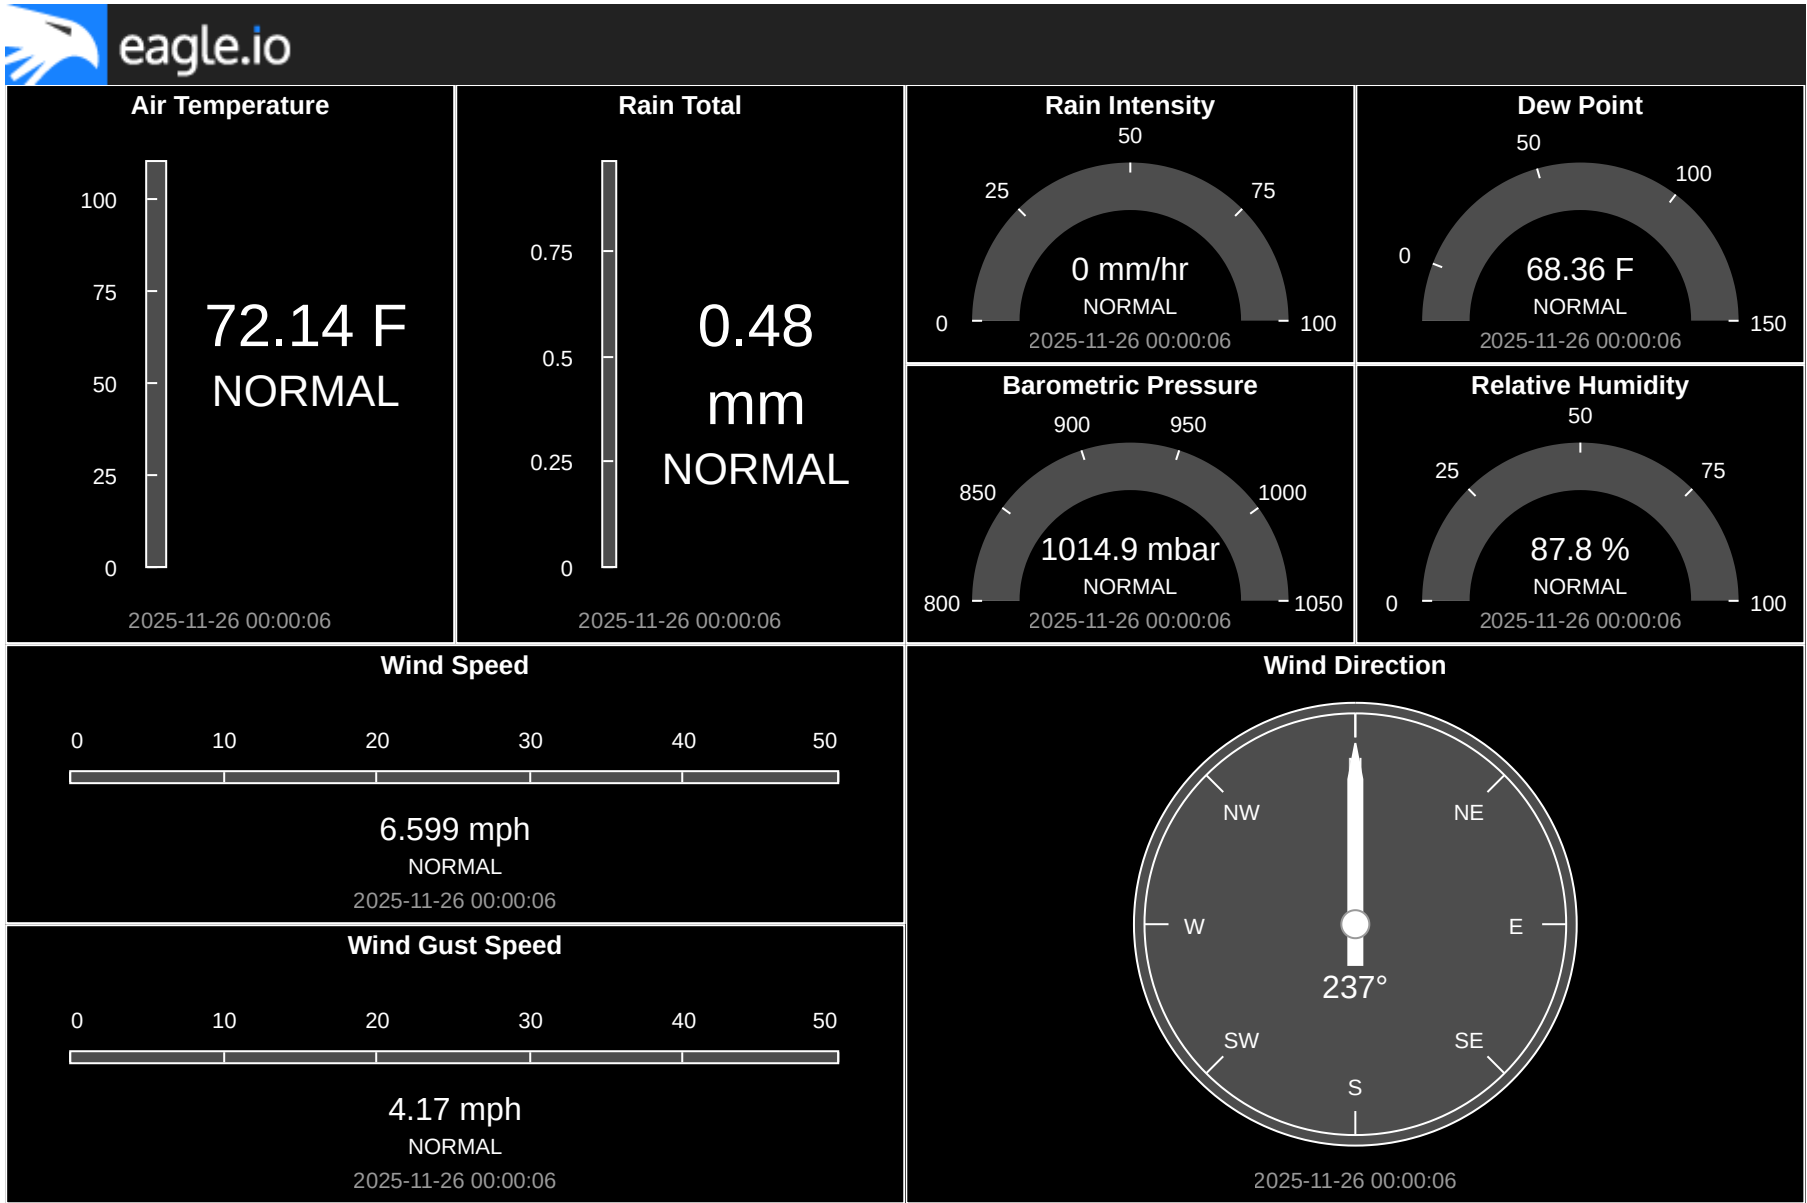 eagle.io
Air Temperature
100
75
50
25
0
72.14 F
NORMAL
2025-11-26 00:00:06
Rain Total
0.75
0.5
0.25
0
0.48
mm
NORMAL
2025-11-26 00:00:06
Rain Intensity
50
25
75
0
100
0 mm/hr
NORMAL
2025-11-26 00:00:06
Dew Point
50
100
0
150
68.36 F
NORMAL
2025-11-26 00:00:06
Barometric Pressure
900
950
850
1000
800
1050
1014.9 mbar
NORMAL
2025-11-26 00:00:06
Relative Humidity
50
25
75
0
100
87.8 %
NORMAL
2025-11-26 00:00:06
Wind Speed
0 10 20 30 40 50
6.599 mph
NORMAL
2025-11-26 00:00:06
Wind Gust Speed
0 10 20 30 40 50
4.17 mph
NORMAL
2025-11-26 00:00:06
Wind Direction
NW
NE
W
E
237°
SW
SE
S
2025-11-26 00:00:06